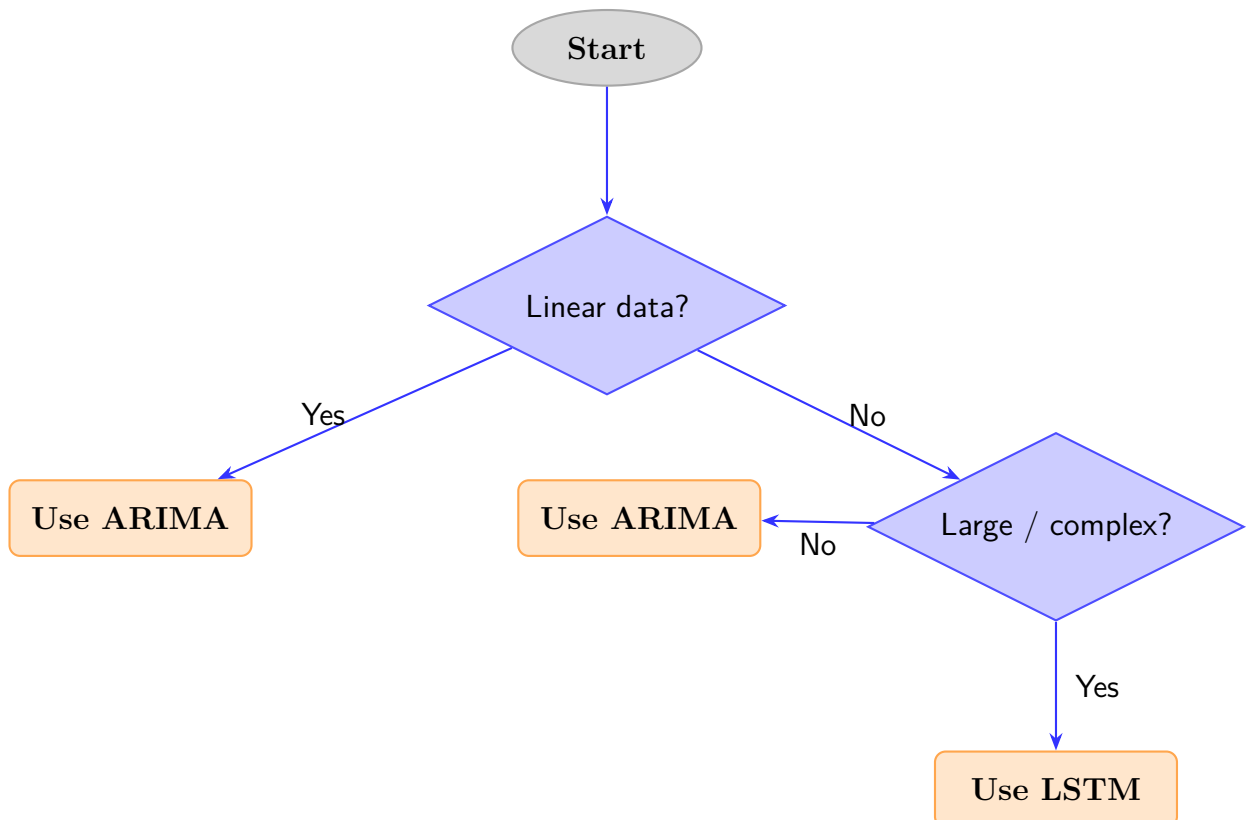 Start
Linear data?
Yes
No
Use ARIMA
Use ARIMA
No
Large / complex?
Yes
Use LSTM